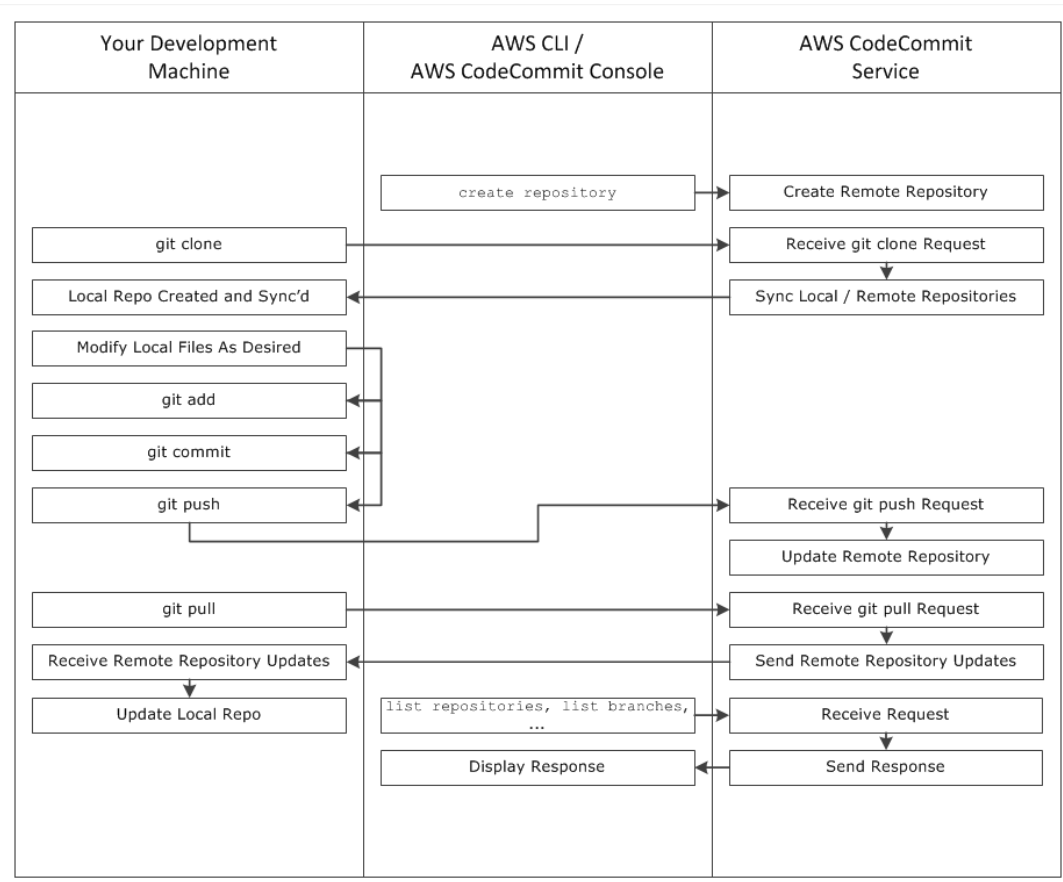 Your Development
Machine
AWS CLI /
AWS CodeCommit Console
AWS CodeCommit
Service
create repository
Create Remote Repository
git clone
Receive git clone Request
Local Repo Created and Sync’d
Sync Local / Remote Repositories
Modify Local Files As Desired
git add
git commit
git push
Receive git push Request
Update Remote Repository
git pull
Receive git pull Request
Receive Remote Repository Updates
Send Remote Repository Updates
Update Local Repo
list repositories, list branches,
...
Receive Request
Display Response
Send Response